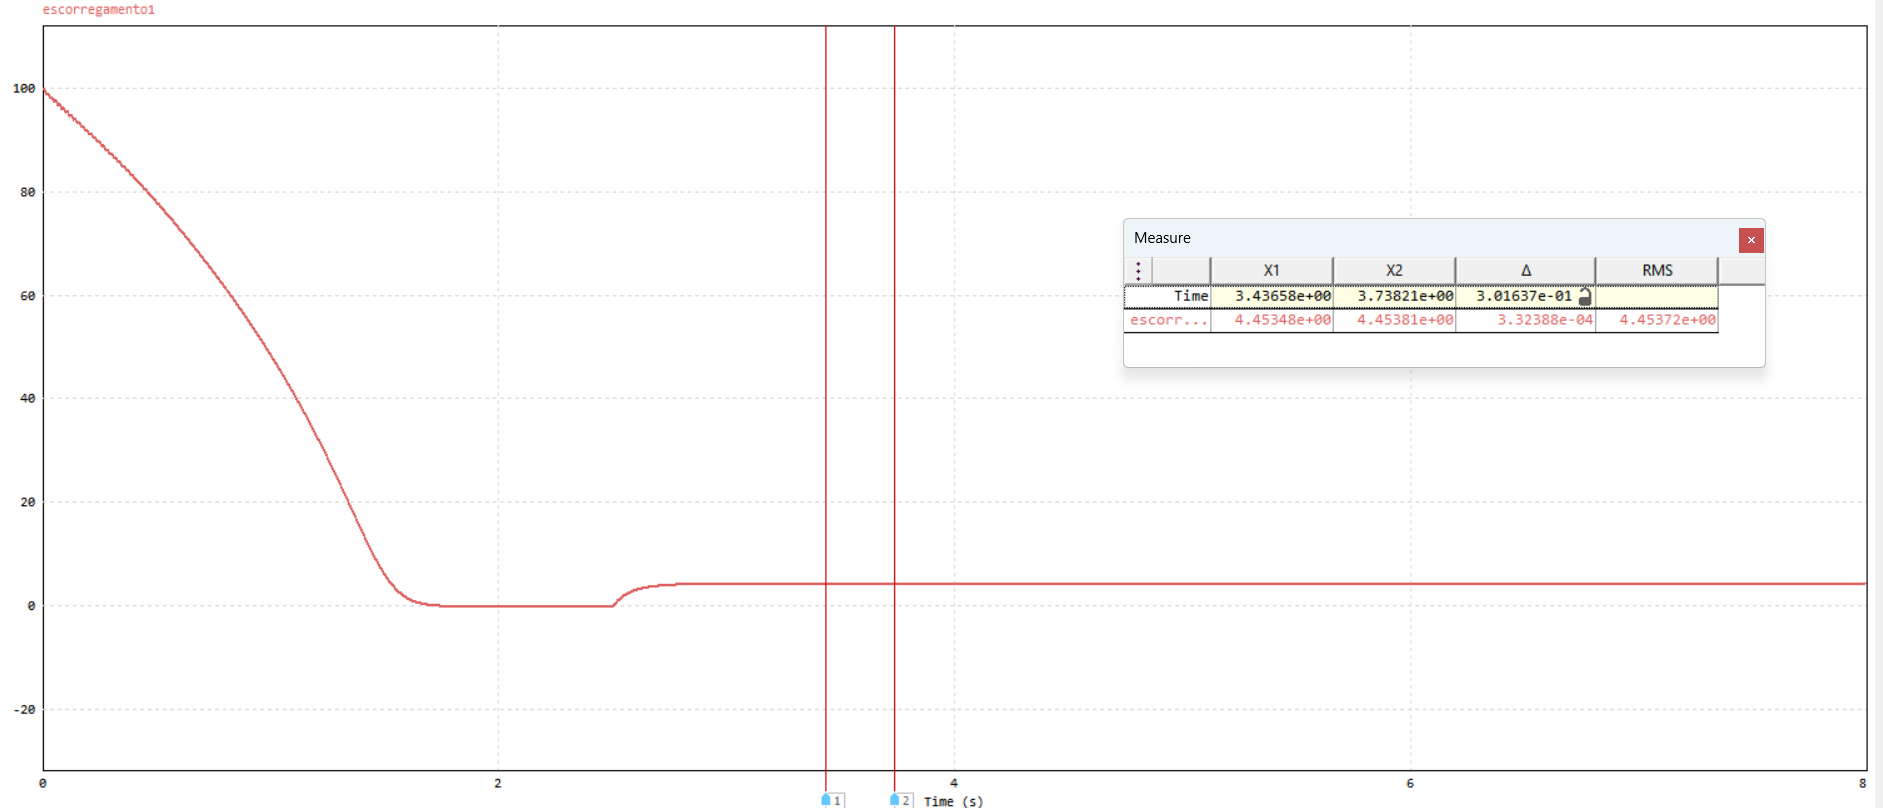 escorregamento1
100
80
60
40
20
0
-20
0 2 4 6 8
1 2 Time (s)
Measure
X1 X2 Δ RMS
Time 3.43658e+00 3.73821e+00 3.01637e-01
escorr... 4.45348e+00 4.45381e+00 3.32388e-04 4.45372e+00